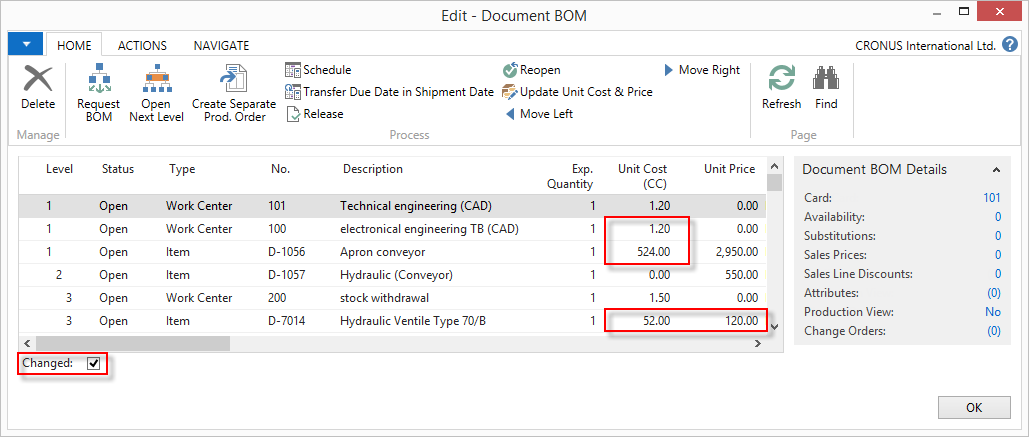 Edit - Document BOM
HOME ACTIONS NAVIGATE CRONUS International Ltd. ?
Delete
Request BOM
Open Next Level
Create Separate Prod. Order
Schedule
Transfer Due Date in Shipment Date
Release
Reopen
Update Unit Cost & Price
Move Left
Move Right
Refresh
Find
Manage Process Page
Level Status Type No. Description Exp. Quantity Unit Cost (CC) Unit Price
1 Open Work Center 101 Technical engineering (CAD) 1 1.20 0.00
1 Open Work Center 100 electronical engineering TB (CAD) 1 1.20 0.00
1 Open Item D-1056 Apron conveyor 1 524.00 2,950.00
2 Open Item D-1057 Hydraulic (Conveyor) 1 0.00 550.00
3 Open Work Center 200 stock withdrawal 1 1.50 0.00
3 Open Item D-7014 Hydraulic Ventile Type 70/B 1 52.00 120.00
Changed:
Document BOM Details
Card: 101
Availability: 0
Substitutions: 0
Sales Prices: 0
Sales Line Discounts: 0
Attributes: (0)
Production View: No
Change Orders: (0)
OK